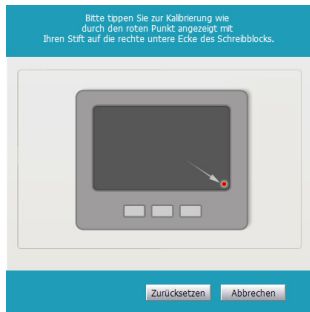 Bitte tippen Sie zur Kalibrierung wie
durch den roten Punkt angezeigt mit
Ihren Stift auf die rechte untere Ecke des Schreibblocks.
Zurücksetzen Abbrechen